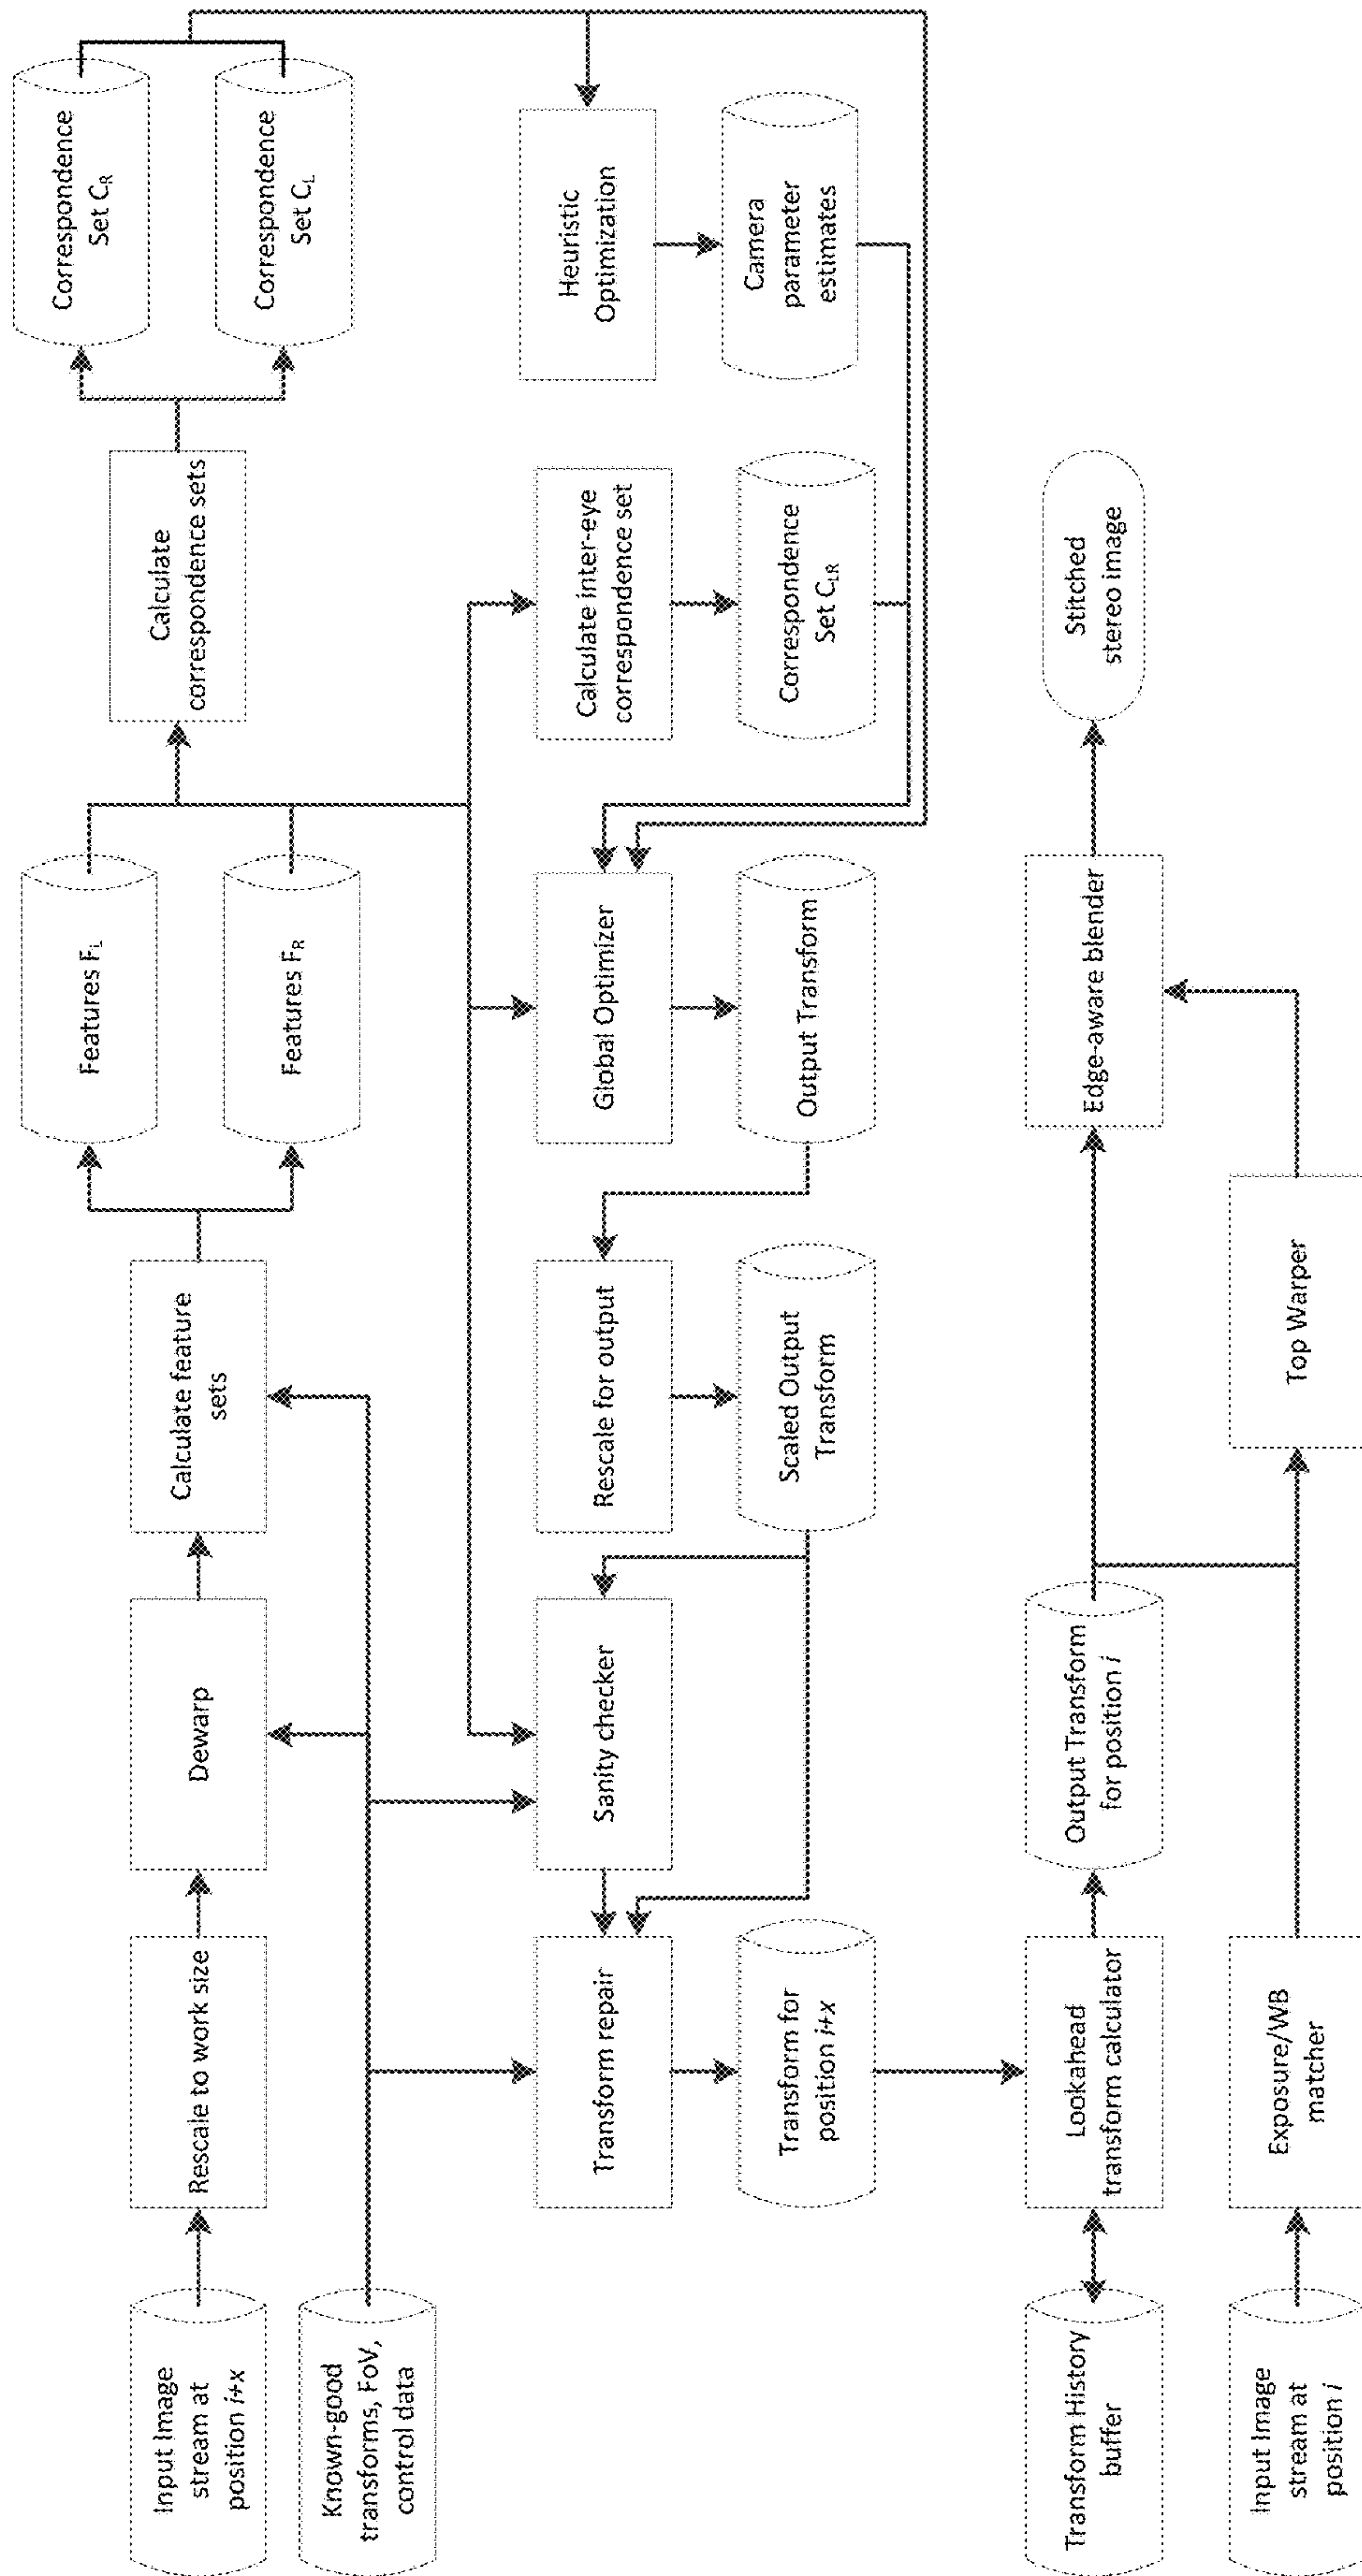 Input Image
stream at
position i+x
Rescale to work size
Dewarp
Calculate feature
sets
Features FL
Features FR
Calculate
correspondence sets
Correspondence
Set CR
Correspondence
Set CL
Known-good
transforms, FoV,
control data
Transform repair
Sanity checker
Rescale for output
Global Optimizer
Calculate inter-eye
correspondence set
Heuristic
Optimization
Transform for
position i+x
Scaled Output
Transform
Output Transform
Correspondence
Set CLR
Camera
parameter
estimates
Transform History
buffer
Lookahead
transform calculator
Output Transform
for position i
Edge-aware blender
Stitched
stereo image
Input Image
stream at
position i
Exposure/WB
matcher
Top Warper